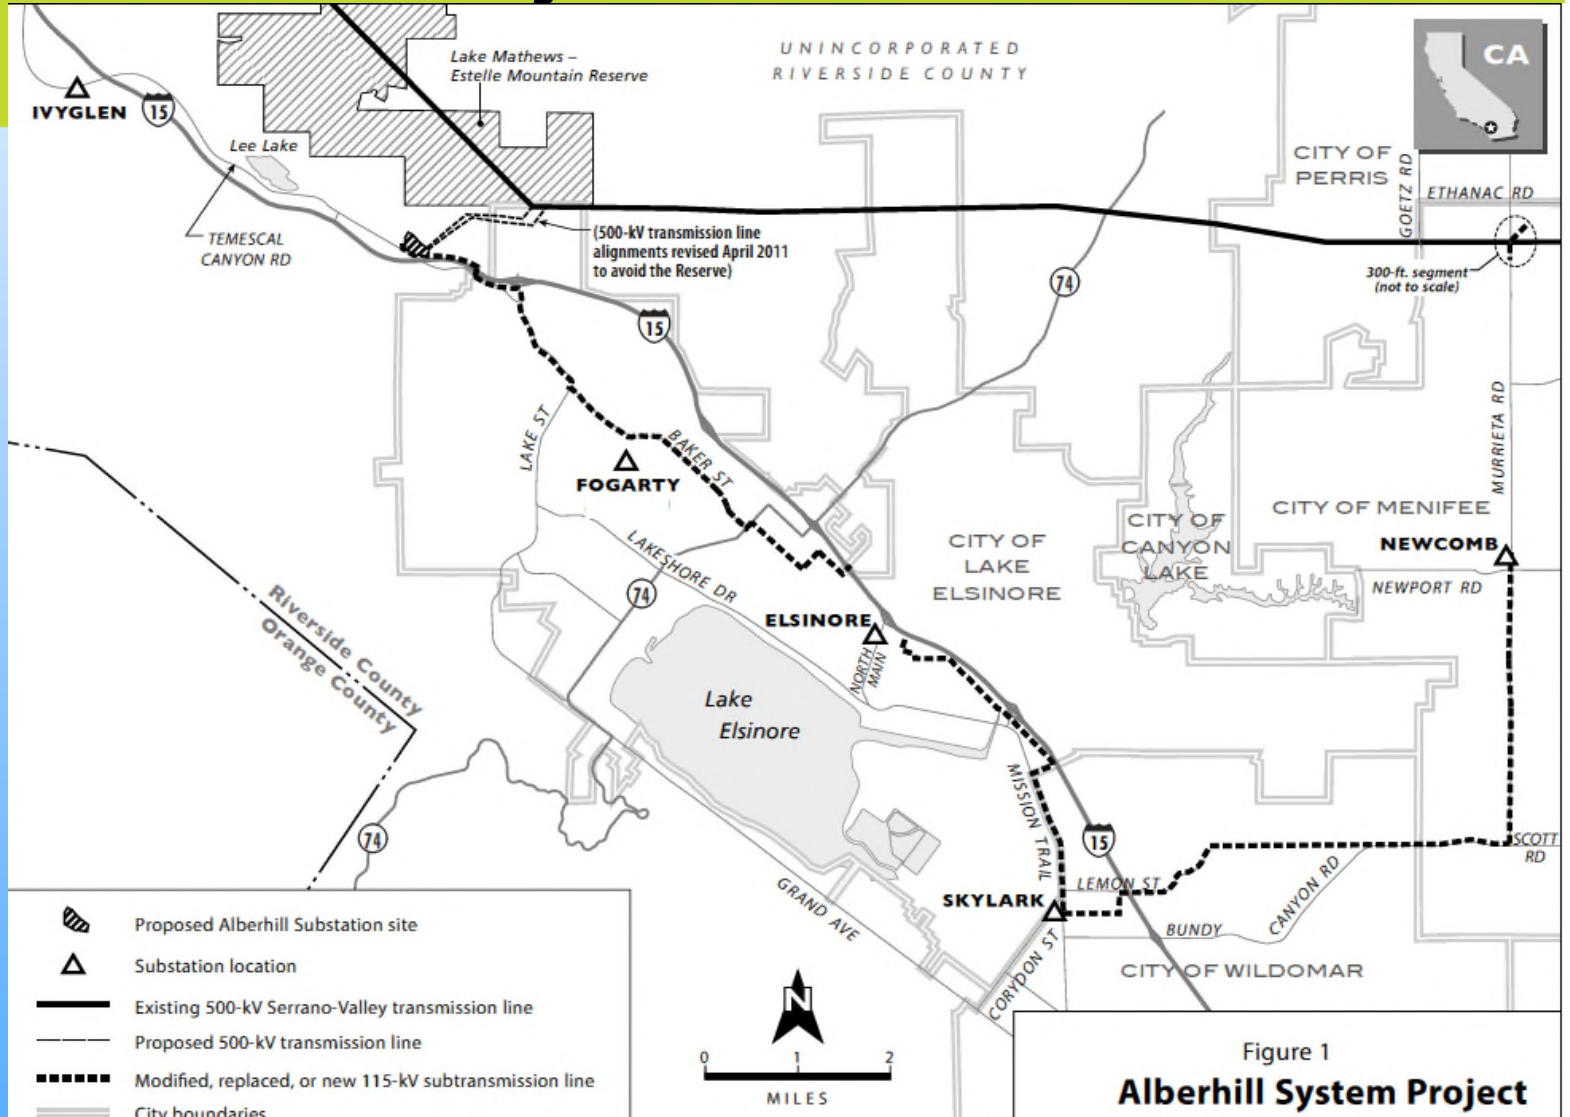 UNINCORPORATED
RIVERSIDE COUNTY
CA
Lake Mathews –
Estelle Mountain Reserve
IVYGLEN
15
Lee Lake
CITY OF
PERRIS
GOETZ RD
ETHANAC RD
TEMESCAL
CANYON RD
(500-kV transmission line
alignments revised April 2011
to avoid the Reserve)
300-ft. segment
(not to scale)
74
15
LAKE ST
BAKER ST
FOGARTY
MURRIETA RD
CITY OF MENIFEE
CITY OF
CANYON
LAKE
NEWCOMB
NEWPORT RD
CITY OF
LAKE
ELSINORE
LAKESHORE DR
74
Riverside County
Orange County
ELSINORE
NORTH
MAIN
Lake
Elsinore
MISSION TRAIL
74
15
SCOTT
RD
LEMON ST
SKYLARK
GRAND AVE
CANYON RD
BUNDY
CORYDON ST
CITY OF WILDOMAR
Proposed Alberhill Substation site
Substation location
Existing 500-kV Serrano-Valley transmission line
Proposed 500-kV transmission line
Modified, replaced, or new 115-kV subtransmission line
City boundaries
N
0 1 2
MILES
Figure 1
Alberhill System Project